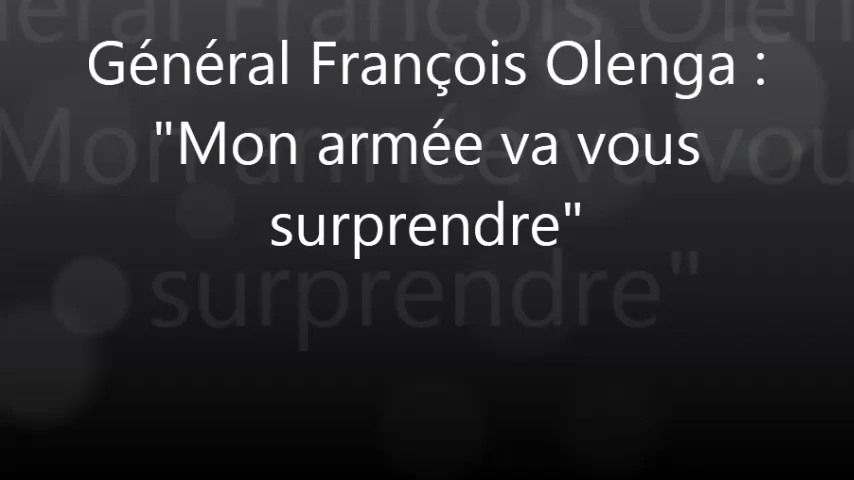 Général François Olenga :
"Mon armée va vous
surprendre"